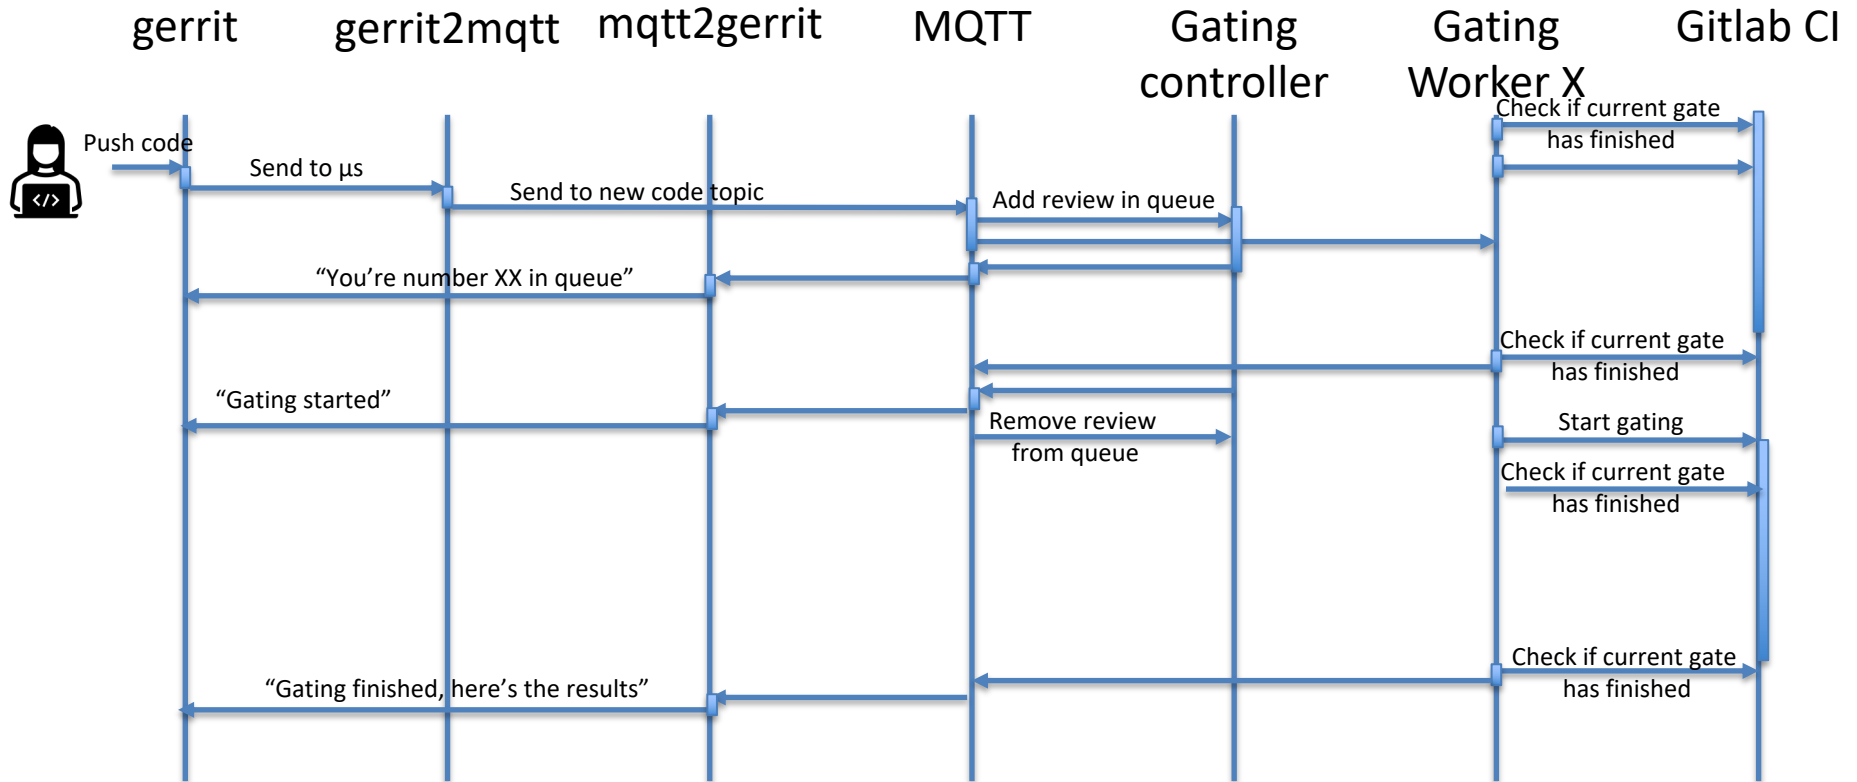 gerrit
gerrit2mqtt
mqtt2gerrit
MQTT
Gating
controller
Gating
Worker X
Gitlab CI
Check if current gate
has finished
Push code
Send to µs
</>
Send to new code topic
Add review in queue
“You’re number XX in queue”
Check if current gate
has finished
“Gating started”
Remove review
from queue
Start gating
Check if current gate
has finished
Check if current gate
has finished
“Gating finished, here’s the results”